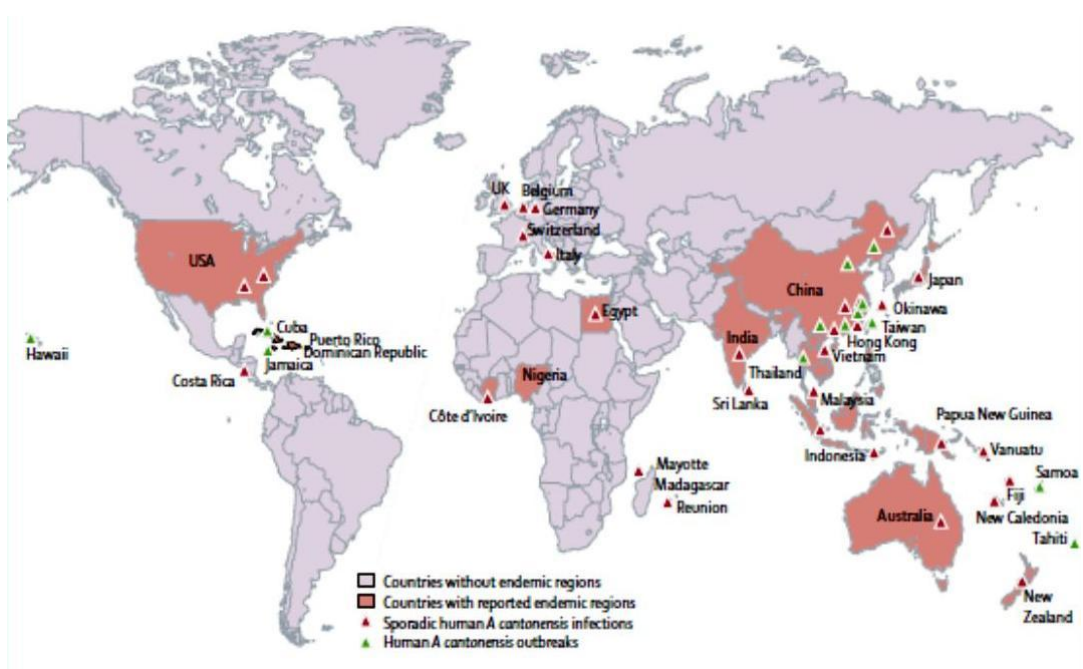 UK
Belgium
Germany
Switzerland
Italy
USA
China
Japan
Okinawa
Egypt
Cuba
Puerto Rico
Dominican Republic
Jamaica
Hawaii
Costa Rica
India
Taiwan
Hong Kong
Vietnam
Thailand
Nigeria
Sri Lanka
Malaysia
Côte d'Ivoire
Papua New Guinea
Indonesia
Vanuatu
Mayotte
Madagascar
Reunion
Samoa
Fiji
Australia
New Caledonia
Tahiti
Countries without endemic regions
Countries with reported endemic regions
Sporadic human A cantonensis infections
Human A cantonensis outbreaks
New
Zealand